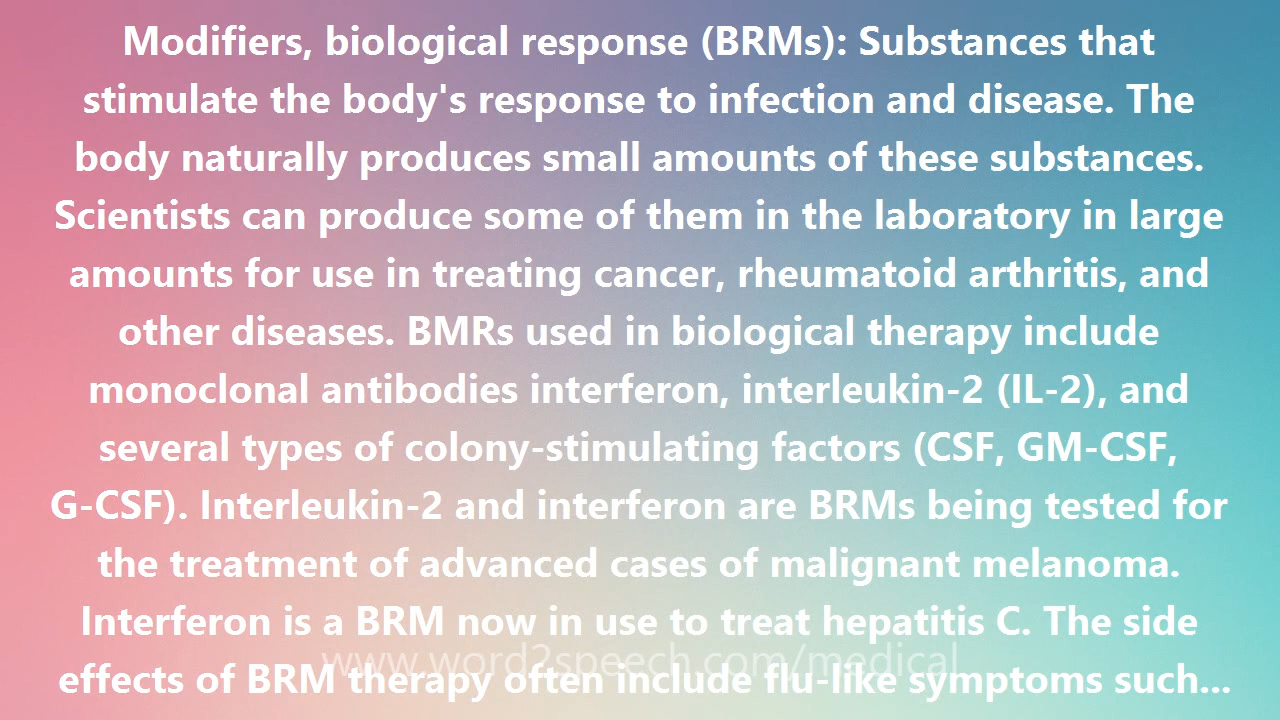 Modifiers, biological response (BRMs): Substances that
stimulate the body's response to infection and disease. The
body naturally produces small amounts of these substances.
Scientists can produce some of them in the laboratory in large
amounts for use in treating cancer, rheumatoid arthritis, and
other diseases. BMRs used in biological therapy include
monoclonal antibodies interferon, interleukin-2 (IL-2), and
several types of colony-stimulating factors (CSF, GM-CSF,
G-CSF). Interleukin-2 and interferon are BRMs being tested for
the treatment of advanced cases of malignant melanoma.
Interferon is a BRM now in use to treat hepatitis C. The side
www.word2speech.com/medical
effects of BRM therapy often include flu-like symptoms such...